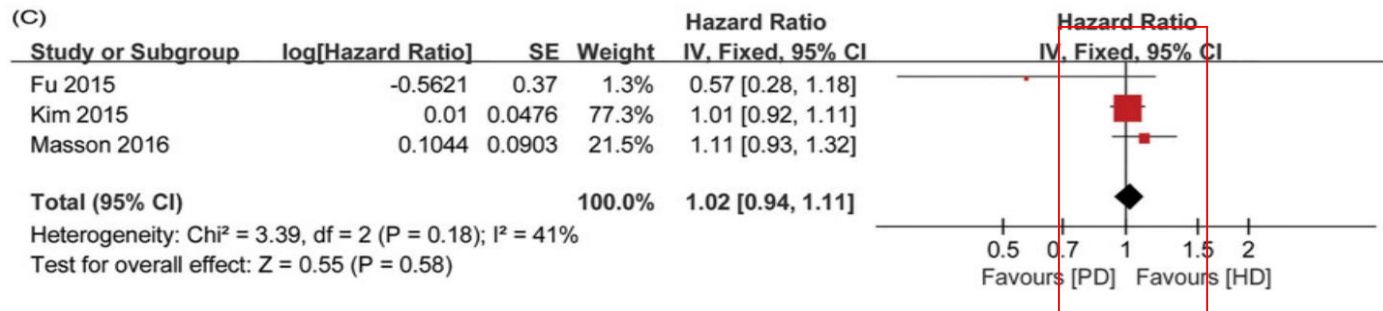 (C)
Hazard Ratio Hazard Ratio
Study or Subgroup log[Hazard Ratio] SE Weight IV, Fixed, 95% CI IV, Fixed, 95% CI
Fu 2015 -0.5621 0.37 1.3% 0.57 [0.28, 1.18]
Kim 2015 0.01 0.0476 77.3% 1.01 [0.92, 1.11]
Masson 2016 0.1044 0.0903 21.5% 1.11 [0.93, 1.32]
Total (95% CI) 100.0% 1.02 [0.94, 1.11]
Heterogeneity: Chi² = 3.39, df = 2 (P = 0.18); I² = 41%
Test for overall effect: Z = 0.55 (P = 0.58)
0.5 0.7 1 1.5 2
Favours [PD] Favours [HD]